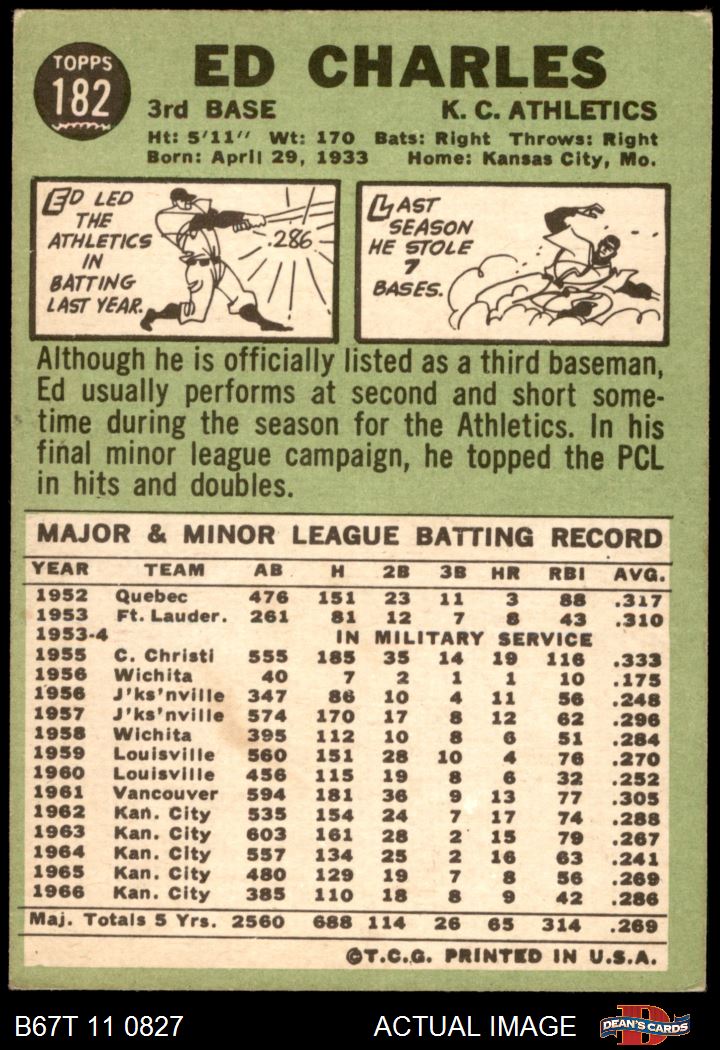 TOPPS
182
ED CHARLES
3rd BASE K. C. ATHLETICS
Ht: 5'11" Wt: 170 Bats: Right Throws: Right
Born: April 29, 1933 Home: Kansas City, Mo.
ED LED
THE
ATHLETICS
IN
BATTING
LAST YEAR.
.286
LAST
SEASON
HE STOLE
7
BASES.
Although he is officially listed as a third baseman,
Ed usually performs at second and short some-
time during the season for the Athletics. In his
final minor league campaign, he topped the PCL
in hits and doubles.
MAJOR & MINOR LEAGUE BATTING RECORD
YEAR TEAM AB H 2B 3B HR RBI AVG.
1952 Quebec 476 151 23 11 3 88 .317
1953 Ft. Lauder. 261 81 12 7 8 43 .310
1953-4 IN MILITARY SERVICE
1955 C. Christi 555 185 35 14 19 116 .333
1956 Wichita 40 7 2 1 1 10 .175
1956 J'ks'nville 347 86 10 4 11 56 .248
1957 J'ks'nville 574 170 17 8 12 62 .296
1958 Wichita 395 112 10 8 6 51 .284
1959 Louisville 560 151 28 10 4 76 .270
1960 Louisville 456 115 19 8 6 32 .252
1961 Vancouver 594 181 36 9 13 77 .305
1962 Kan. City 535 154 24 7 17 74 .288
1963 Kan. City 603 161 28 2 15 79 .267
1964 Kan. City 557 134 25 2 16 63 .241
1965 Kan. City 480 129 19 7 8 56 .269
1966 Kan. City 385 110 18 8 9 42 .286
Maj. Totals 5 Yrs. 2560 688 114 26 65 314 .269
©T.C.G. PRINTED IN U.S.A.
B67T 11 0827 ACTUAL IMAGE D DEAN'S CARDS